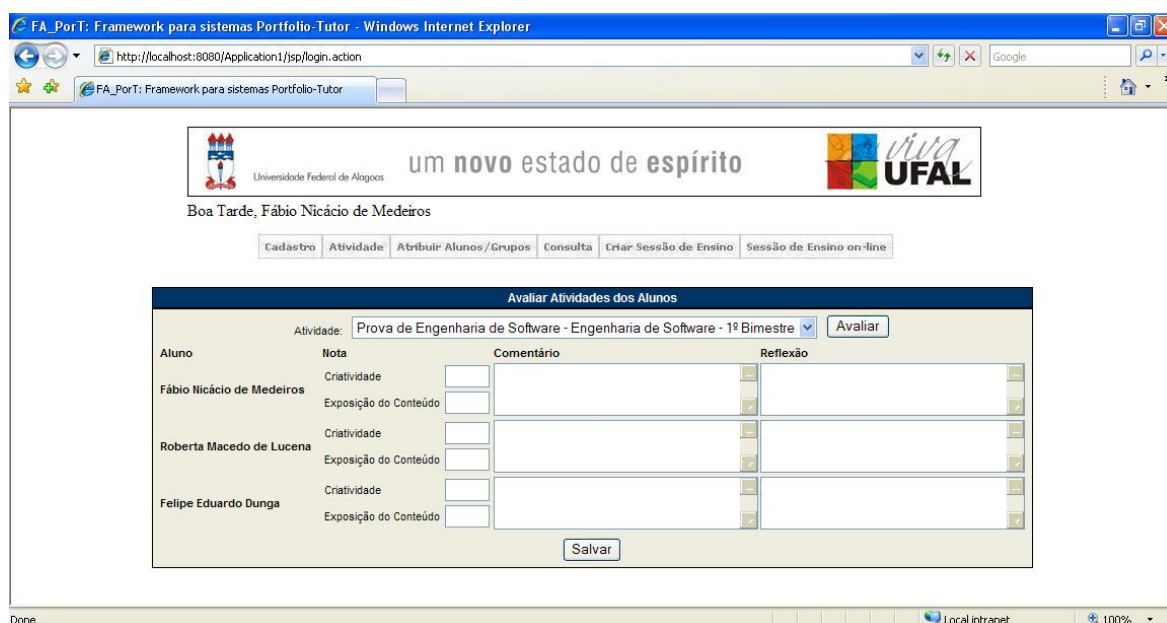 FA_PorT: Framework para sistemas Portfolio-Tutor - Windows Internet Explorer
http://localhost:8080/Application1/jsp/login.action
Google
FA_PorT: Framework para sistemas Portfolio-Tutor
Universidade Federal de Alagoas
um novo estado de espírito
viva
UFAL
Boa Tarde, Fábio Nicácio de Medeiros
Cadastro Atividade Atribuir Alunos/Grupos Consulta Criar Sessão de Ensino Sessão de Ensino on-line
Avaliar Atividades dos Alunos
Atividade: Prova de Engenharia de Software - Engenharia de Software - 1º Bimestre Avaliar
Aluno Nota Comentário Reflexão
Fábio Nicácio de Medeiros
Criatividade
Exposição do Conteúdo
Roberta Macedo de Lucena
Criatividade
Exposição do Conteúdo
Felipe Eduardo Dunga
Criatividade
Exposição do Conteúdo
Salvar
Done Local intranet 100%